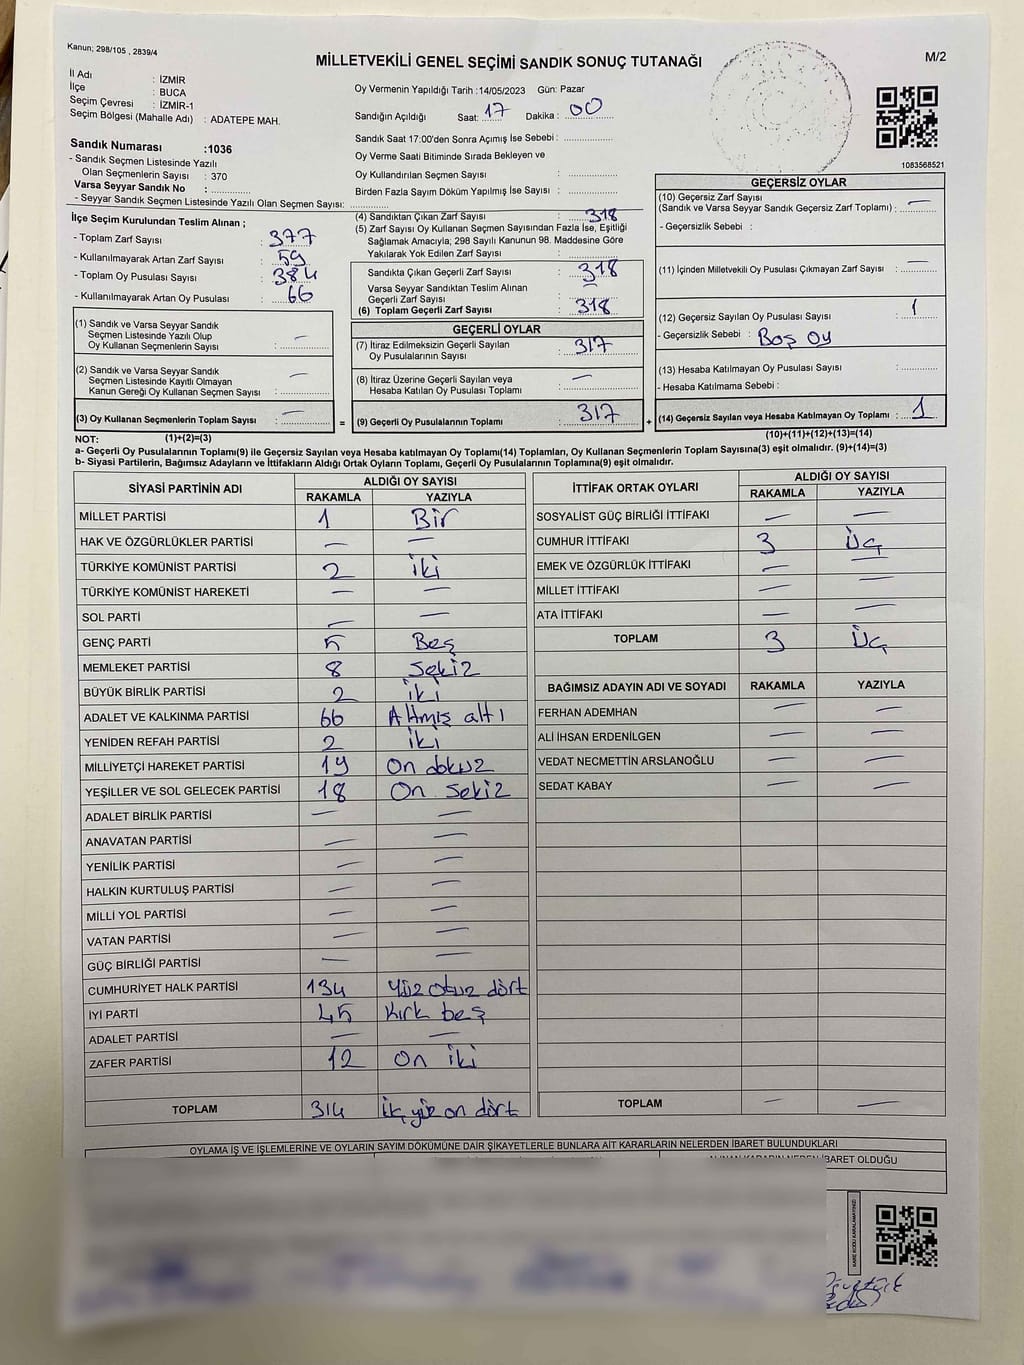 Kanun; 298/105 , 2839/4
MİLLETVEKİLİ GENEL SEÇİMİ SANDIK SONUÇ TUTANAĞI
M/2
İl Adı : İZMİR
İlçe : BUCA
Seçim Çevresi : İZMİR-1
Seçim Bölgesi (Mahalle Adı) : ADATEPE MAH.
Sandık Numarası :1036
- Sandık Seçmen Listesinde Yazılı
Olan Seçmenlerin Sayısı : 370
Varsa Seyyar Sandık No : ..............
- Seyyar Sandık Seçmen Listesinde Yazılı Olan Seçmen Sayısı: ..............
Oy Vermenin Yapıldığı Tarih :14/05/2023 Gün: Pazar
Sandığın Açıldığı Saat: 17 Dakika : 00
Sandık Saat 17:00'den Sonra Açımış İse Sebebi : ..............
Oy Verme Saati Bitiminde Sırada Bekleyen ve
Oy Kullandırılan Seçmen Sayısı : ..............
Birden Fazla Sayım Döküm Yapılmış İse Sayısı : ..............
1083568521
İlçe Seçim Kurulundan Teslim Alınan ;
- Toplam Zarf Sayısı : 377
- Kullanılmayarak Artan Zarf Sayısı : 59
- Toplam Oy Pusulası Sayısı : 384
- Kullanılmayarak Artan Oy Pusulası : 66
(1) Sandık ve Varsa Seyyar Sandık
Seçmen Listesinde Yazılı Olup
Oy Kullanan Seçmenlerin Sayısı : —
(2) Sandık ve Varsa Seyyar Sandık
Seçmen Listesinde Kayıtlı Olmayan
Kanun Gereği Oy Kullanan Seçmen Sayısı : —
(3) Oy Kullanan Seçmenlerin Toplam Sayısı : —
(4) Sandıktan Çıkan Zarf Sayısı : 318
(5) Zarf Sayısı Oy Kullanan Seçmen Sayısından Fazla İse, Eşitliği
Sağlamak Amacıyla; 298 Sayılı Kanunun 98. Maddesine Göre
Yakılarak Yok Edilen Zarf Sayısı : ..............
Sandıkta Çıkan Geçerli Zarf Sayısı : 318
Varsa Seyyar Sandıktan Teslim Alınan
Geçerli Zarf Sayısı : —
(6) Toplam Geçerli Zarf Sayısı : 318
GEÇERLİ OYLAR
(7) İtiraz Edilmeksizin Geçerli Sayılan
Oy Pusulalarının Sayısı : 317
(8) İtiraz Üzerine Geçerli Sayılan veya
Hesaba Katılan Oy Pusulaları Toplamı : —
= (9) Geçerli Oy Pusulalarının Toplamı : 317 +
GEÇERSİZ OYLAR
(10) Geçersiz Zarf Sayısı
(Sandık ve Varsa Seyyar Sandık Geçersiz Zarf Toplamı) : —
- Geçersizlik Sebebi :
(11) İçinden Milletvekili Oy Pusulası Çıkmayan Zarf Sayısı : —
(12) Geçersiz Sayılan Oy Pusulası Sayısı : 1
- Geçersizlik Sebebi : Boş Oy
(13) Hesaba Katılmayan Oy Pusulası Sayısı : ..............
- Hesaba Katılmama Sebebi :
(14) Geçersiz Sayılan veya Hesaba Katılmayan Oy Toplamı : 1
NOT: (1)+(2)=(3)
(10)+(11)+(12)+(13)=(14)
a- Geçerli Oy Pusulalarının Toplamı(9) ile Geçersiz Sayılan veya Hesaba katılmayan Oy Toplamı(14) Toplamları, Oy Kullanan Seçmenlerin Toplam Sayısına(3) eşit olmalıdır. (9)+(14)=(3)
b- Siyasi Partilerin, Bağımsız Adayların ve İttifakların Aldığı Ortak Oyların Toplamı, Geçerli Oy Pusulalarının Toplamına(9) eşit olmalıdır.
SİYASİ PARTİNİN ADI ALDIĞI OY SAYISI
RAKAMLA YAZIYLA
MİLLET PARTİSİ 1 Bir
HAK VE ÖZGÜRLÜKLER PARTİSİ — —
TÜRKİYE KOMÜNİST PARTİSİ 2 iki
TÜRKİYE KOMÜNİST HAREKETİ — —
SOL PARTİ — —
GENÇ PARTİ 5 Beş
MEMLEKET PARTİSİ 8 Sekiz
BÜYÜK BİRLİK PARTİSİ 2 iki
ADALET VE KALKINMA PARTİSİ 66 Altmış altı
YENİDEN REFAH PARTİSİ 2 iki
MİLLİYETÇİ HAREKET PARTİSİ 19 On dokuz
YEŞİLLER VE SOL GELECEK PARTİSİ 18 On sekiz
ADALET BİRLİK PARTİSİ — —
ANAVATAN PARTİSİ — —
YENİLİK PARTİSİ — —
HALKIN KURTULUŞ PARTİSİ — —
MİLLİ YOL PARTİSİ — —
VATAN PARTİSİ — —
GÜÇ BİRLİĞİ PARTİSİ — —
CUMHURİYET HALK PARTİSİ 134 Yüz otuz dört
İYİ PARTİ 45 Kırk beş
ADALET PARTİSİ — —
ZAFER PARTİSİ 12 On iki
TOPLAM 314 yüz on dört
İTTİFAK ORTAK OYLARI ALDIĞI OY SAYISI
RAKAMLA YAZIYLA
SOSYALİST GÜÇ BİRLİĞİ İTTİFAKI — —
CUMHUR İTTİFAKI 3 Üç
EMEK VE ÖZGÜRLÜK İTTİFAKI — —
MİLLET İTTİFAKI — —
ATA İTTİFAKI — —
TOPLAM 3 Üç
BAĞIMSIZ ADAYIN ADI VE SOYADI RAKAMLA YAZIYLA
FERHAN ADEMHAN — —
ALİ İHSAN ERDENİLGEN — —
VEDAT NECMETTİN ARSLANOĞLU — —
SEDAT KABAY — —
TOPLAM — —
OYLAMA İŞ VE İŞLEMLERİNE VE OYLARIN SAYIM DÖKÜMÜNE DAİR ŞİKAYETLERLE BUNLARA AİT KARARLARIN NELERDEN İBARET BULUNDUKLARI
ALINAN KARARIN NEDEN İBARET OLDUĞU